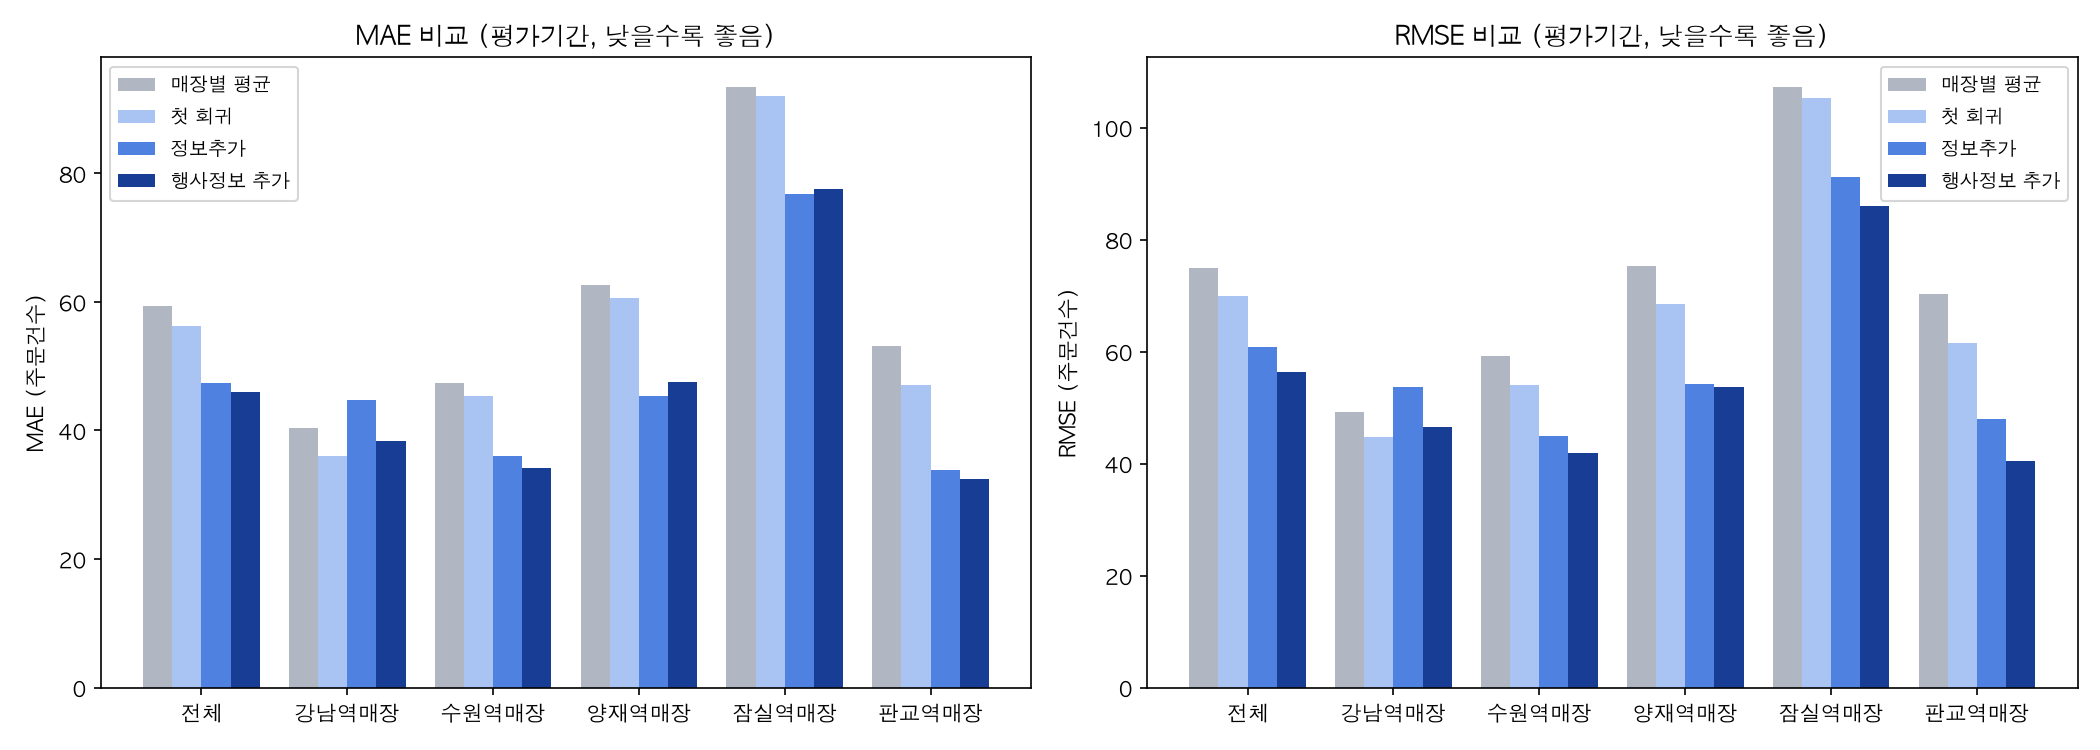 MAE 비교 (평가기간, 낮을수록 좋음)
매장별 평균
첫 회귀
정보추가
행사정보 추가
MAE (주문건수)
80
60
40
20
0
전체
강남역매장
수원역매장
양재역매장
잠실역매장
판교역매장
RMSE 비교 (평가기간, 낮을수록 좋음)
매장별 평균
첫 회귀
정보추가
행사정보 추가
RMSE (주문건수)
100
80
60
40
20
0
전체
강남역매장
수원역매장
양재역매장
잠실역매장
판교역매장